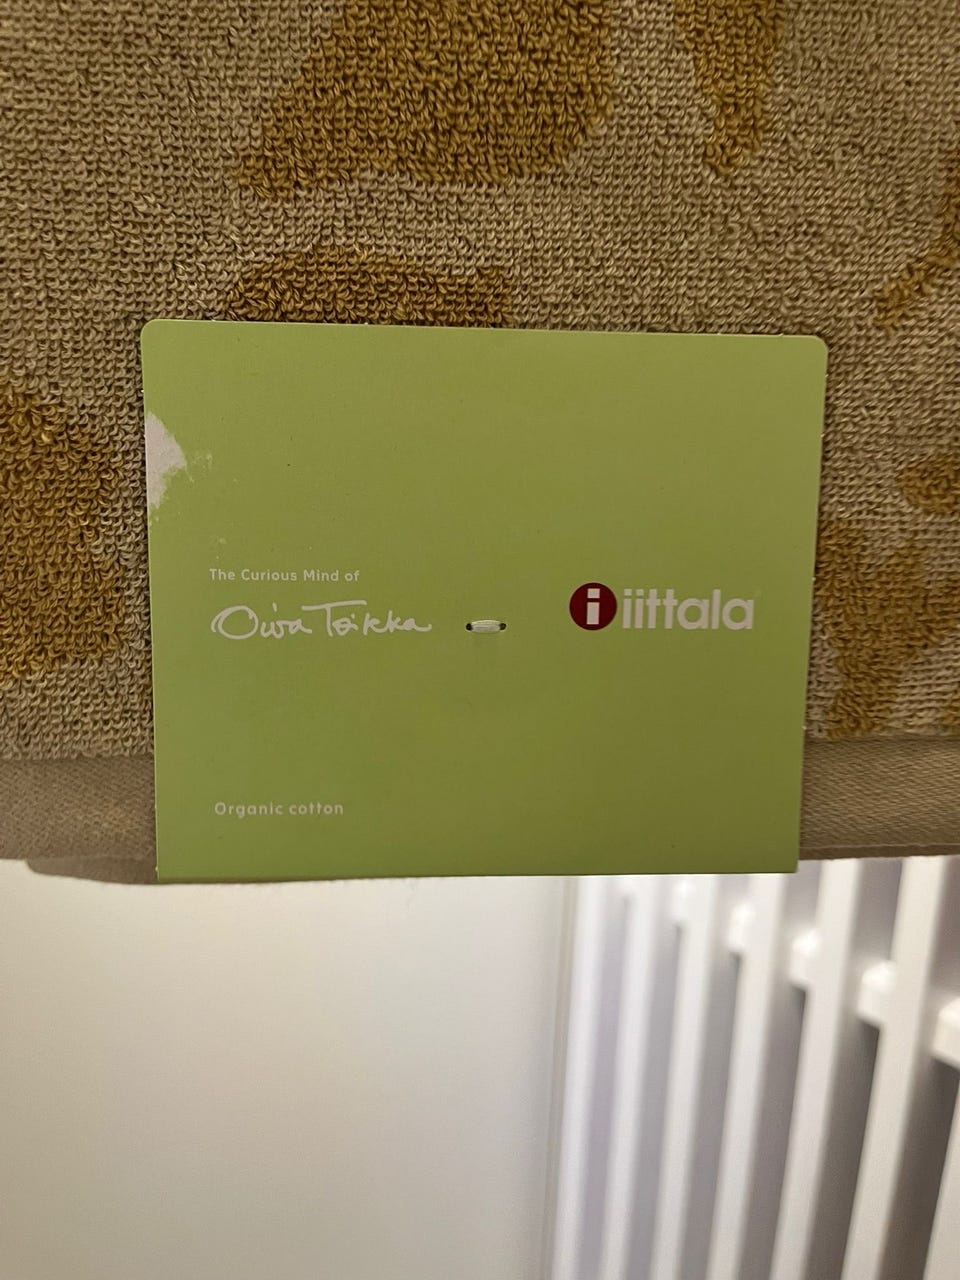 The Curious Mind of
Oiva Toikka
i iittala
Organic cotton